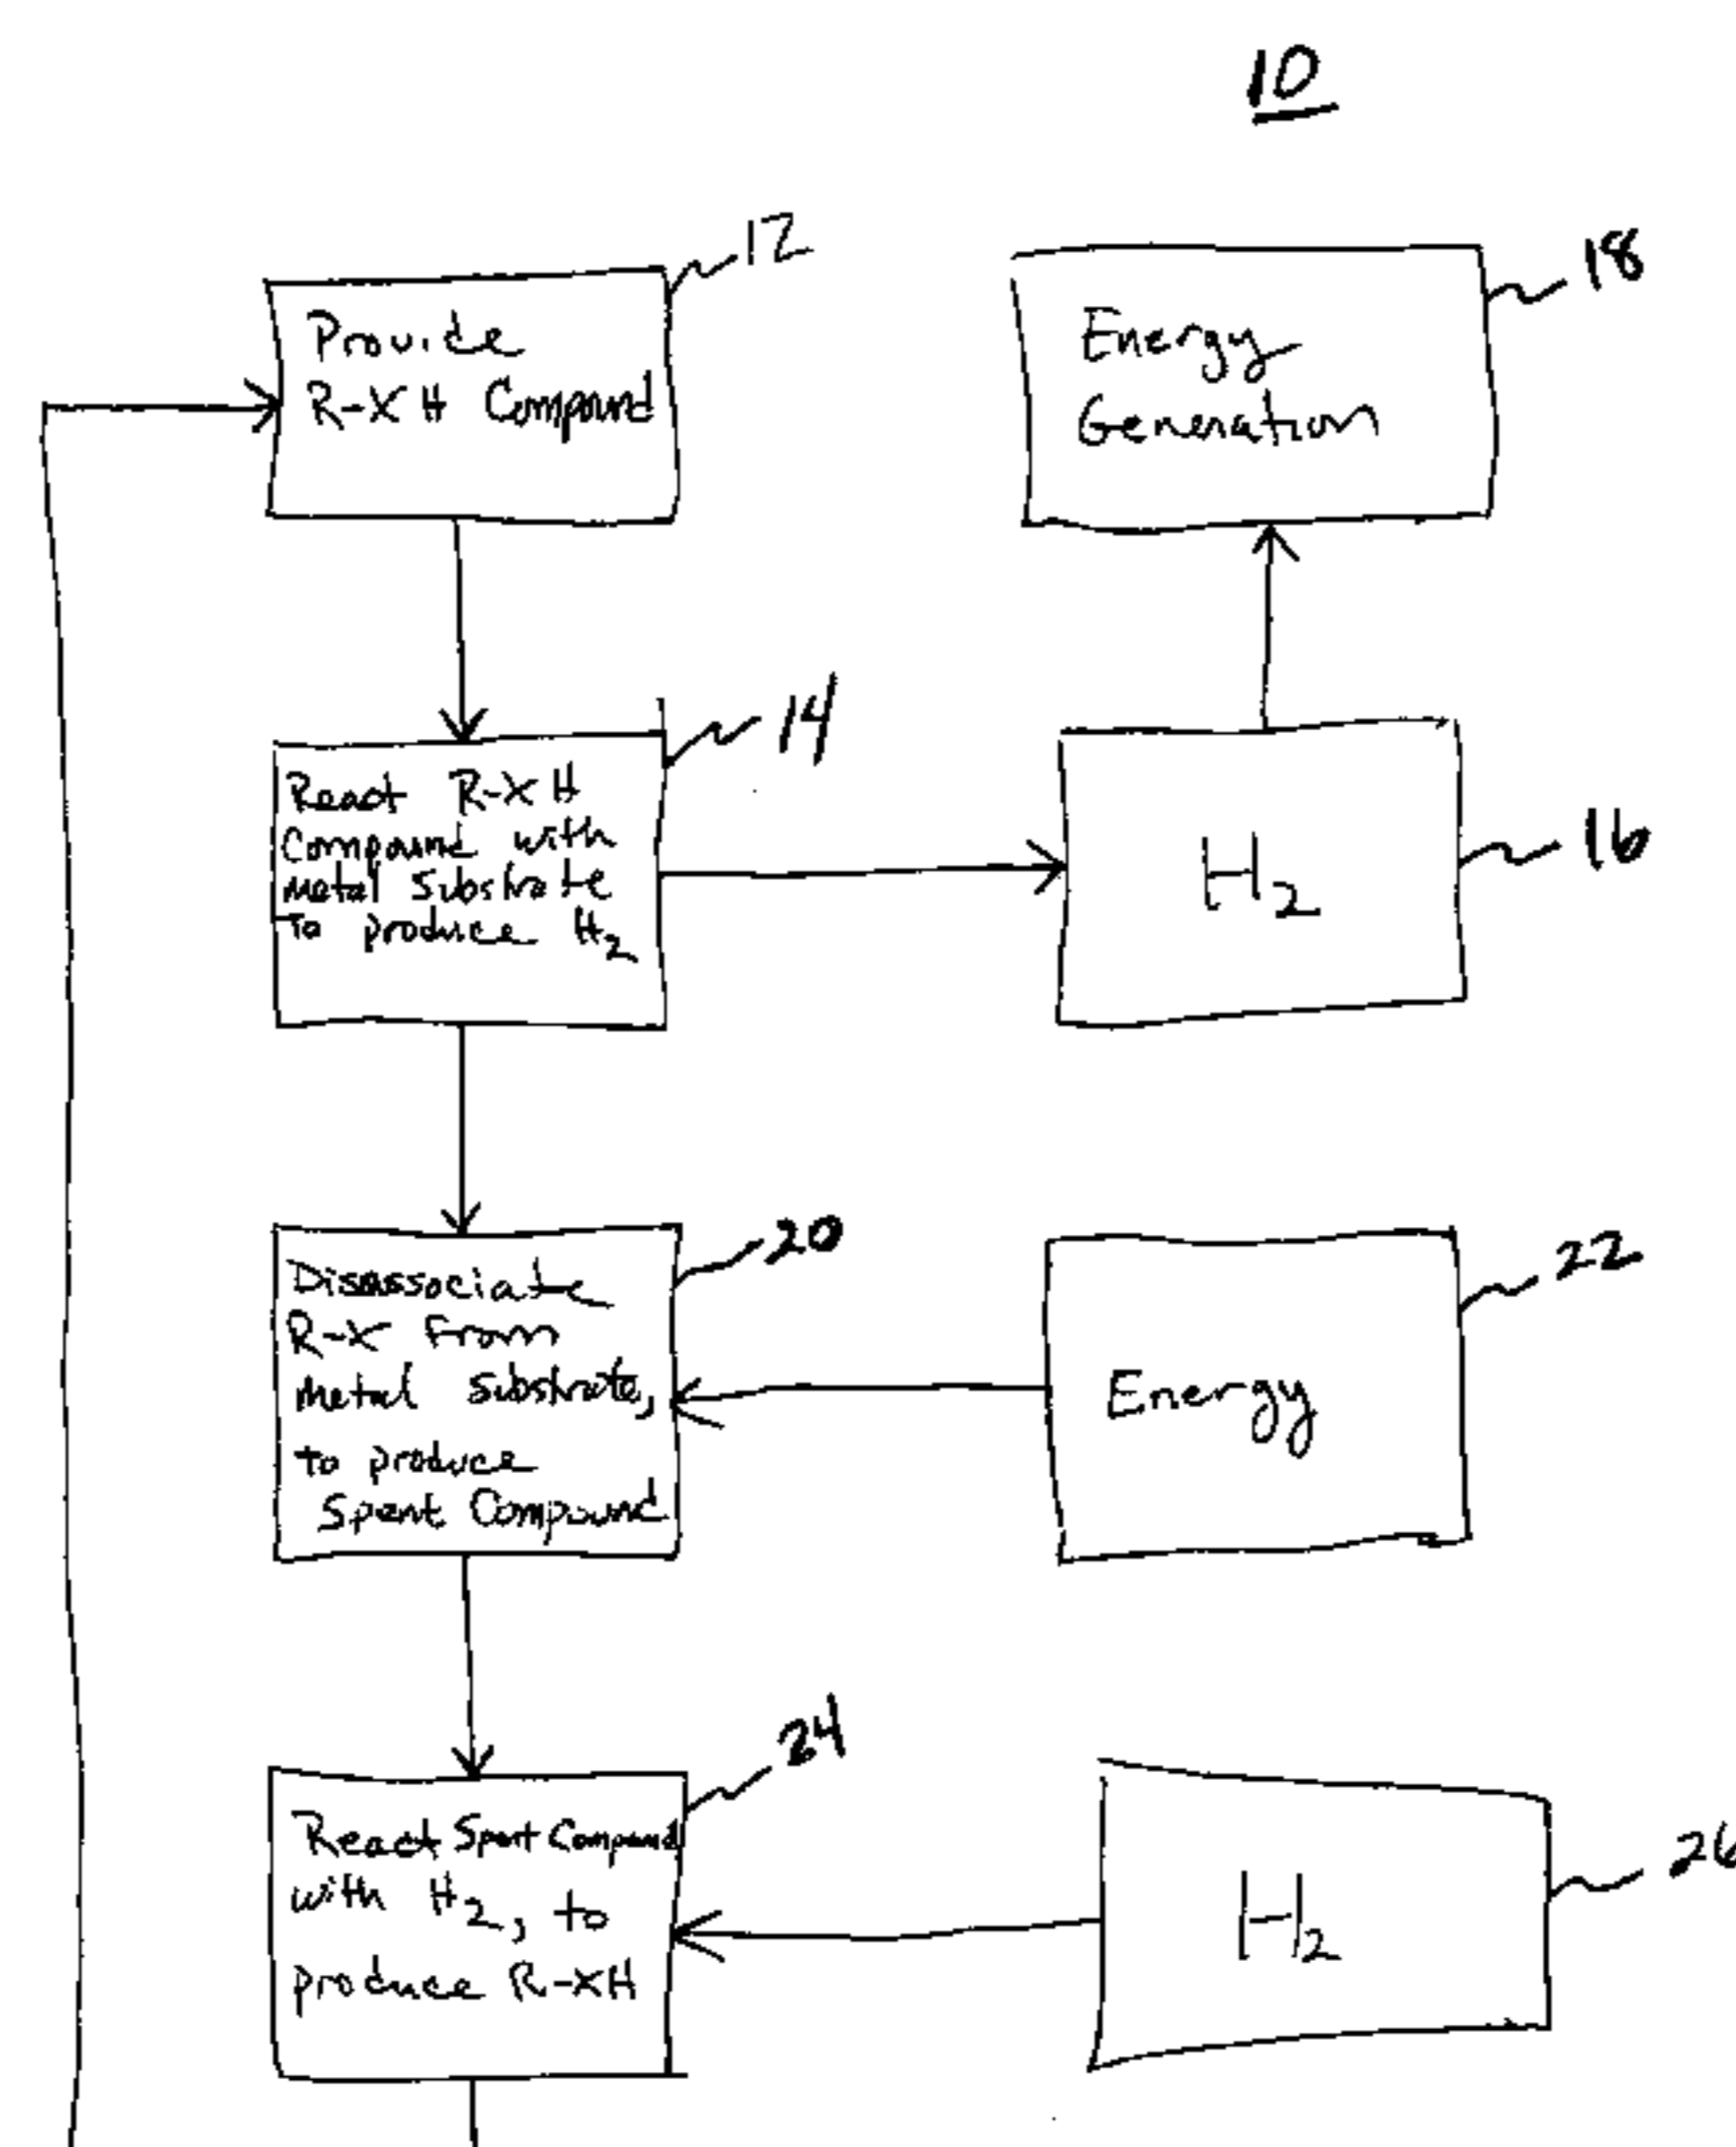 10
12
Provide
R-XH Compound
18
Energy
Generation
14
React R-XH
Compound with
Metal Substrate
To produce H2
16
H2
20
Disassociate
R-X From
Metal Substrate,
to produce
Spent Compound
22
Energy
24
React Spent Compound
with H2, to
produce R-XH
26
H2